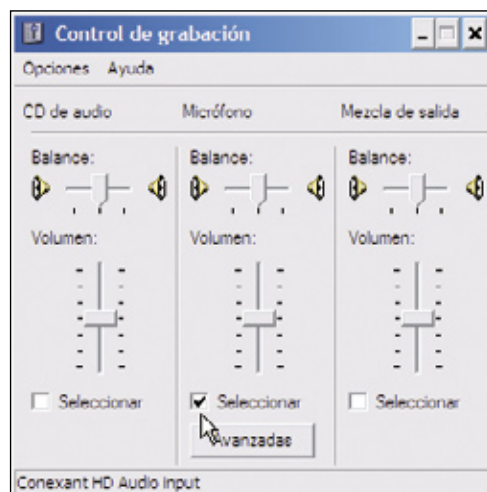 Control de grabación
Opciones Ayuda
CD de audio Micrófono Mezcla de salida
Balance: Balance: Balance:
Volumen: Volumen: Volumen:
Seleccionar Seleccionar Seleccionar
Avanzadas
Conexant HD Audio input